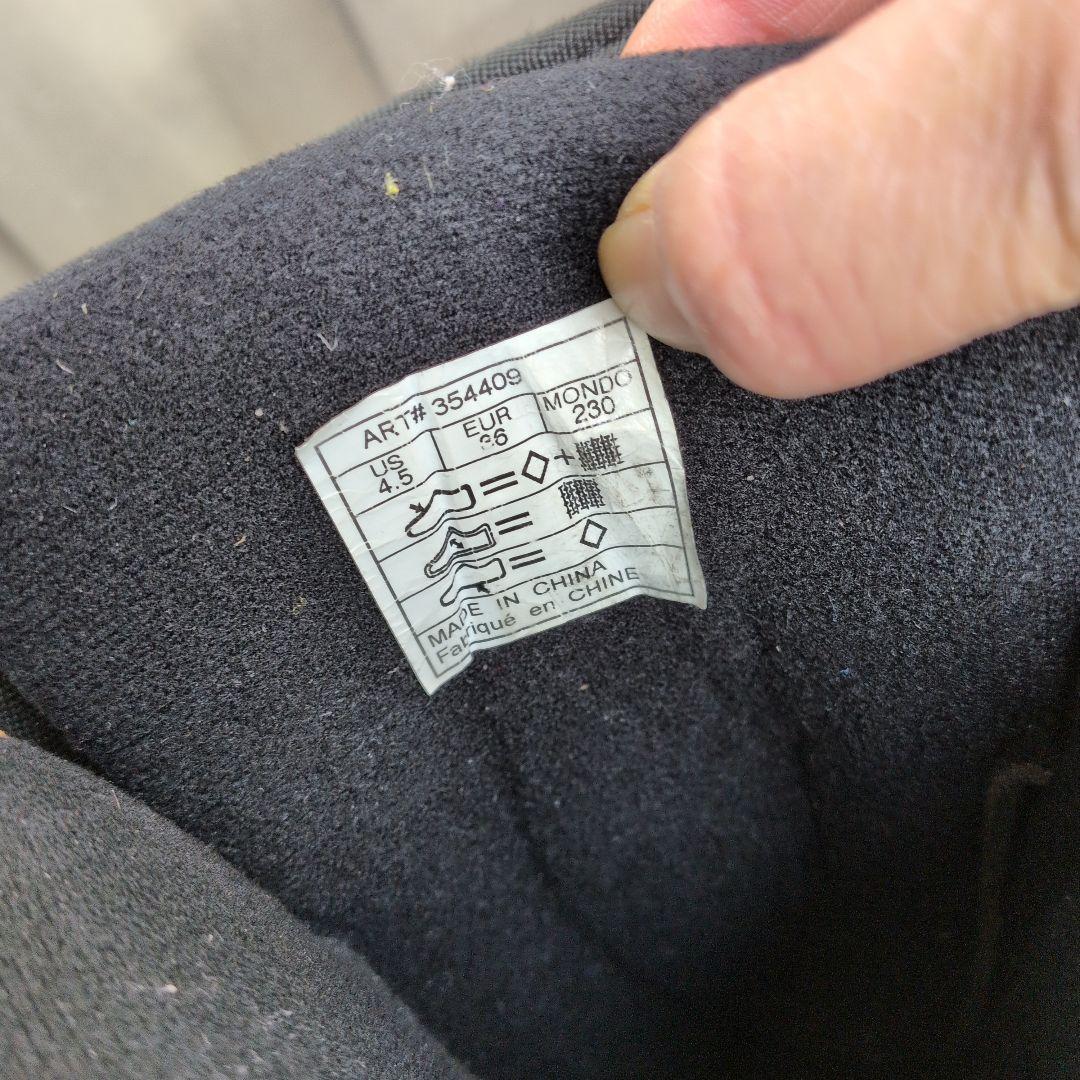 ART# 354409
US EUR MONDO
4.5 36 230
MADE IN CHINA
Fabriqué en CHINE